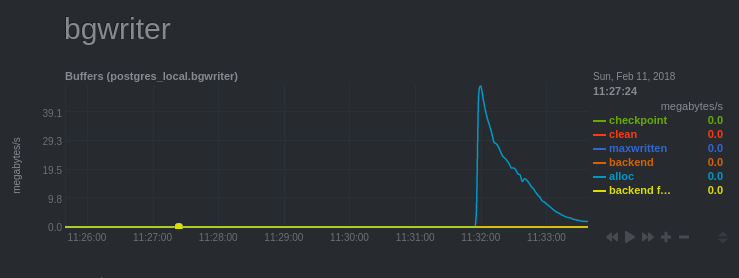 bgwriter
Buffers (postgres_local.bgwriter)
Sun, Feb 11, 2018
11:27:24
megabytes/s
checkpoint 0.0
clean 0.0
maxwritten 0.0
backend 0.0
alloc 0.0
backend f... 0.0
megabytes/s
39.1
29.3
19.5
9.8
0.0
11:26:00 11:27:00 11:28:00 11:29:00 11:30:00 11:31:00 11:32:00 11:33:00